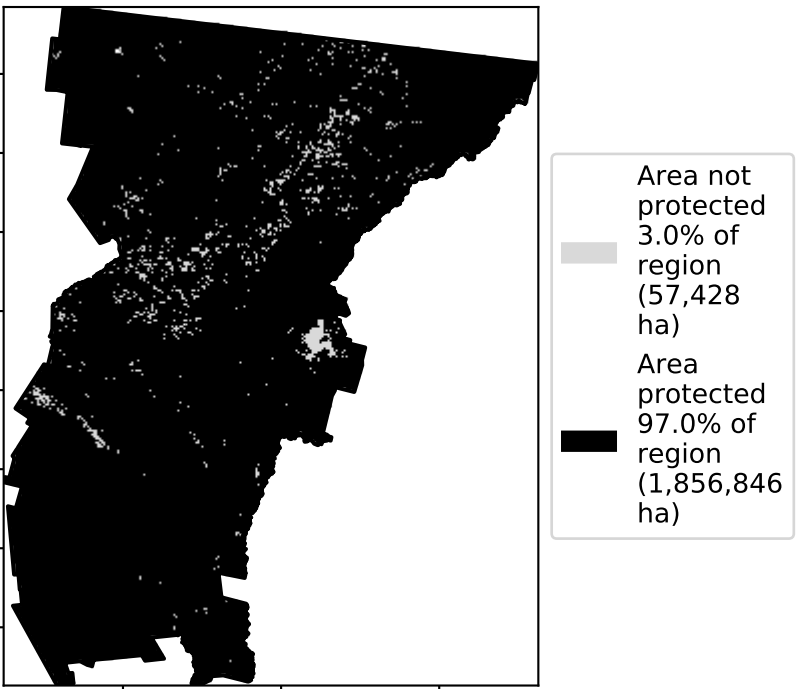 Area not
protected
3.0% of
region
(57,428
ha)
Area
protected
97.0% of
region
(1,856,846
ha)